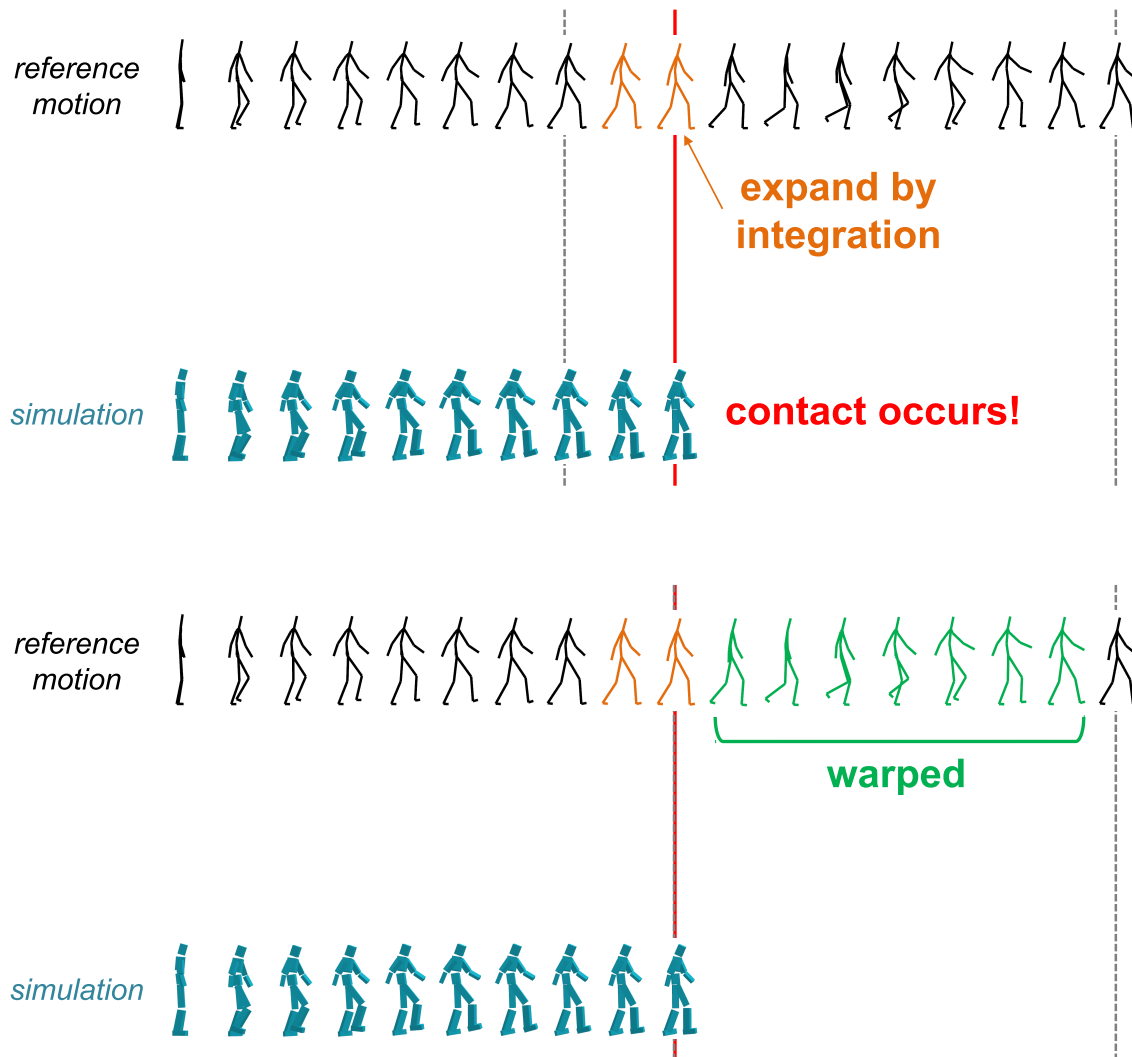 reference
motion
expand by
integration
simulation
contact occurs!
reference
motion
warped
simulation